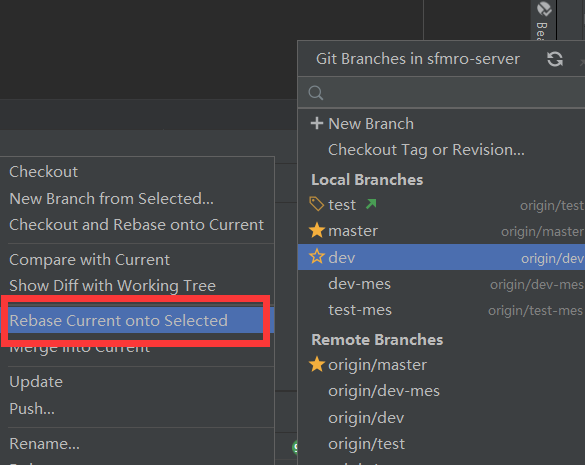 Bea
Git Branches in sfmro-server
New Branch
Checkout Tag or Revision...
Local Branches
test origin/test
master origin/master
dev origin/dev
dev-mes origin/dev-mes
test-mes origin/test-mes
Remote Branches
origin/master
origin/dev-mes
origin/dev
origin/test
Checkout
New Branch from Selected...
Checkout and Rebase onto Current
Compare with Current
Show Diff with Working Tree
Rebase Current onto Selected
Merge into Current
Update
Push...
Rename...